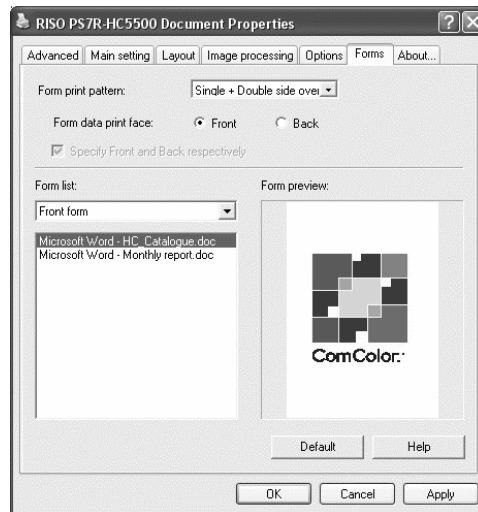 RISO PS7R-HC5500 Document Properties
Advanced Main setting Layout Image processing Options Forms About...
Form print pattern: Single + Double side over
Form data print face: Front Back
Specify Front and Back respectively
Form list: Form preview:
Front form
Microsoft Word - HC_Catalogue.doc
Microsoft Word - Monthly report.doc
ComColor
Default Help
OK Cancel Apply